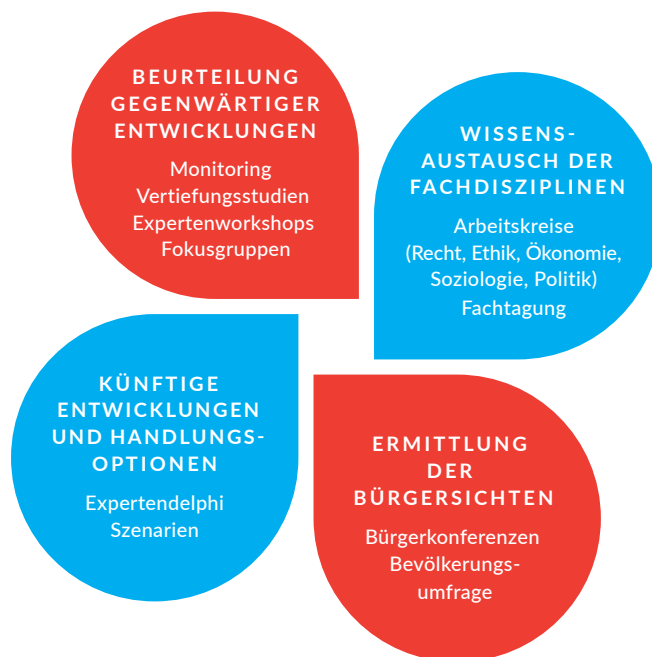 BEURTEILUNG
GEGENWÄRTIGER
ENTWICKLUNGEN
Monitoring
Vertiefungsstudien
Expertenworkshops
Fokusgruppen
WISSENS-
AUSTAUSCH DER
FACHDISZIPLINEN
Arbeitskreise
(Recht, Ethik, Ökonomie,
Soziologie, Politik)
Fachtagung
KÜNFTIGE
ENTWICKLUNGEN
UND HANDLUNGS-
OPTIONEN
Expertendelphi
Szenarien
ERMITTLUNG
DER
BÜRGERSICHTEN
Bürgerkonferenzen
Bevölkerungs-
umfrage